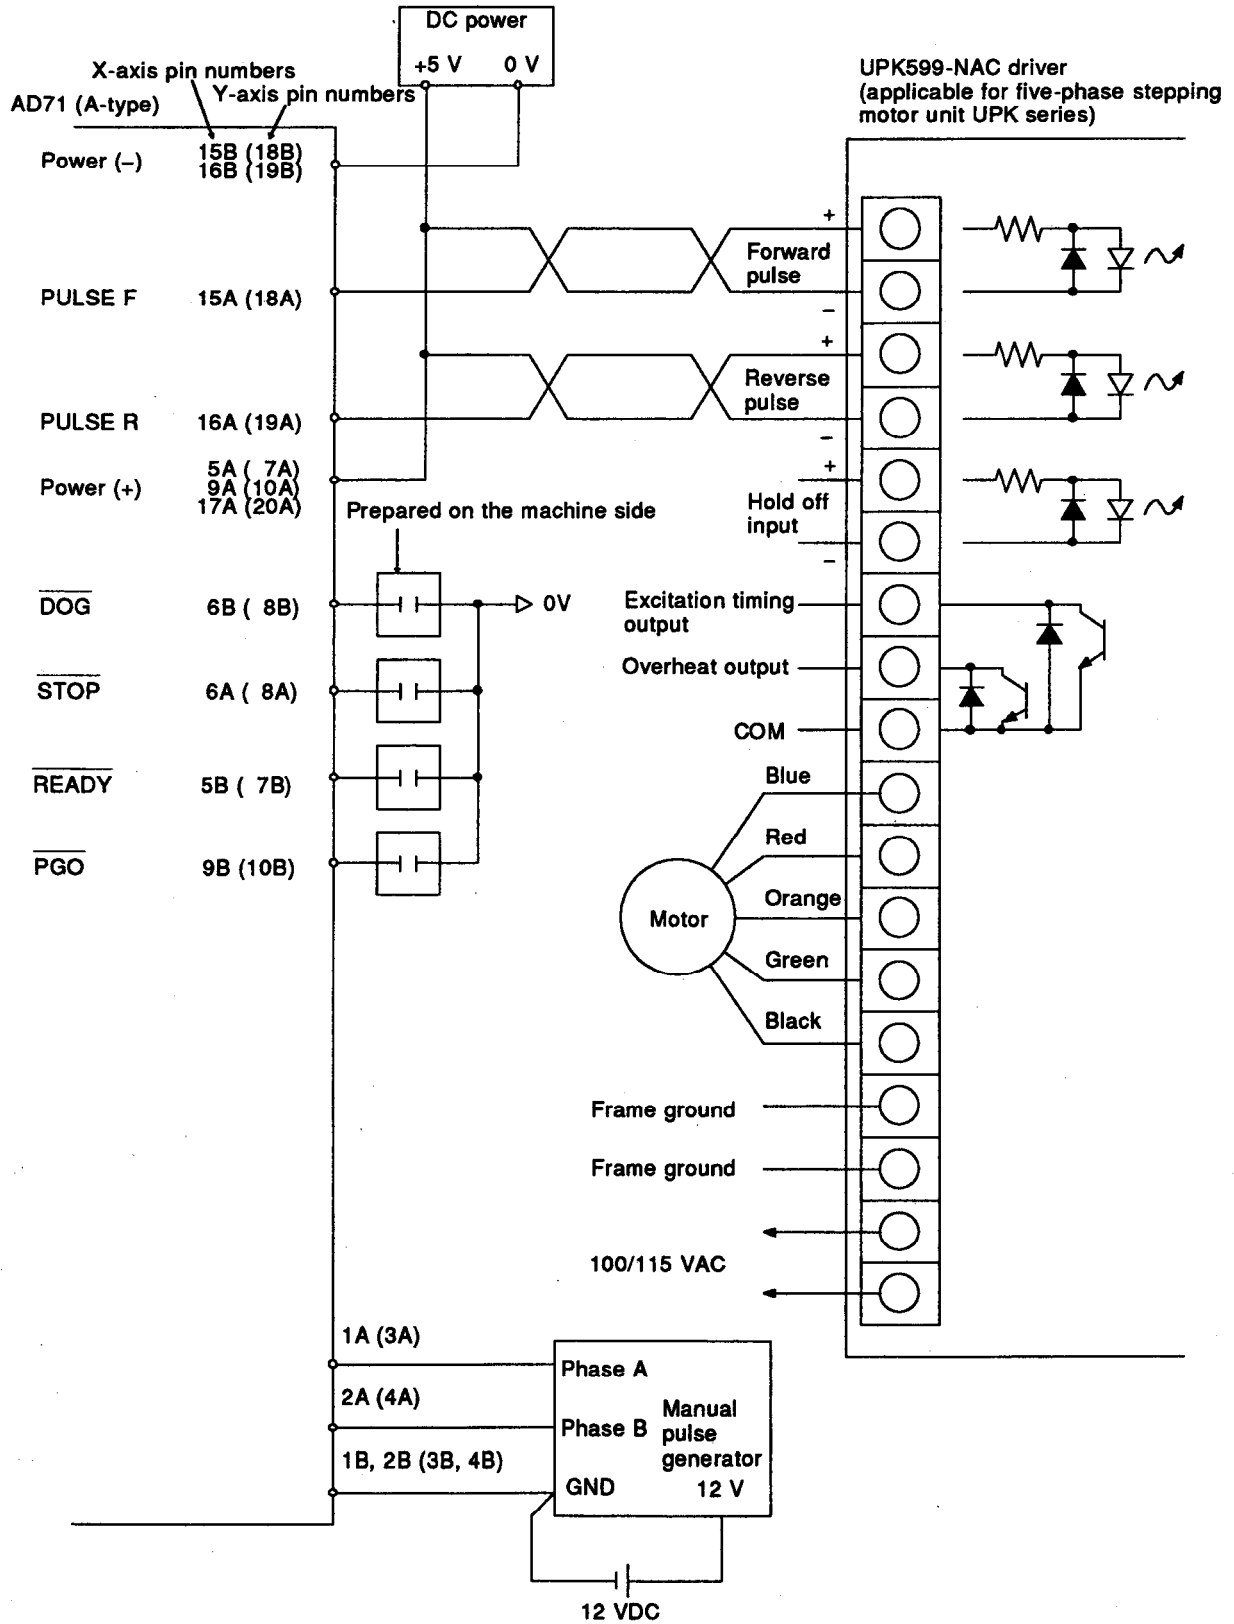 DC power
+5 V 0 V
X-axis pin numbers
Y-axis pin numbers
AD71 (A-type)
UPK599-NAC driver
(applicable for five-phase stepping
motor unit UPK series)
Power (–) 15B (18B)
16B (19B)
+
Forward
pulse
PULSE F 15A (18A)
–
+
Reverse
pulse
PULSE R 16A (19A)
–
5A ( 7A)
Power (+) 9A (10A)
17A (20A)
+
Hold off
input
–
Prepared on the machine side
DOG 6B ( 8B)
0V
Excitation timing
output
Overheat output
STOP 6A ( 8A)
COM
READY 5B ( 7B)
Blue
Red
PGO 9B (10B)
Orange
Motor
Green
Black
Frame ground
Frame ground
100/115 VAC
1A (3A)
Phase A
2A (4A)
Phase B
Manual
pulse
generator
1B, 2B (3B, 4B)
GND 12 V
12 VDC